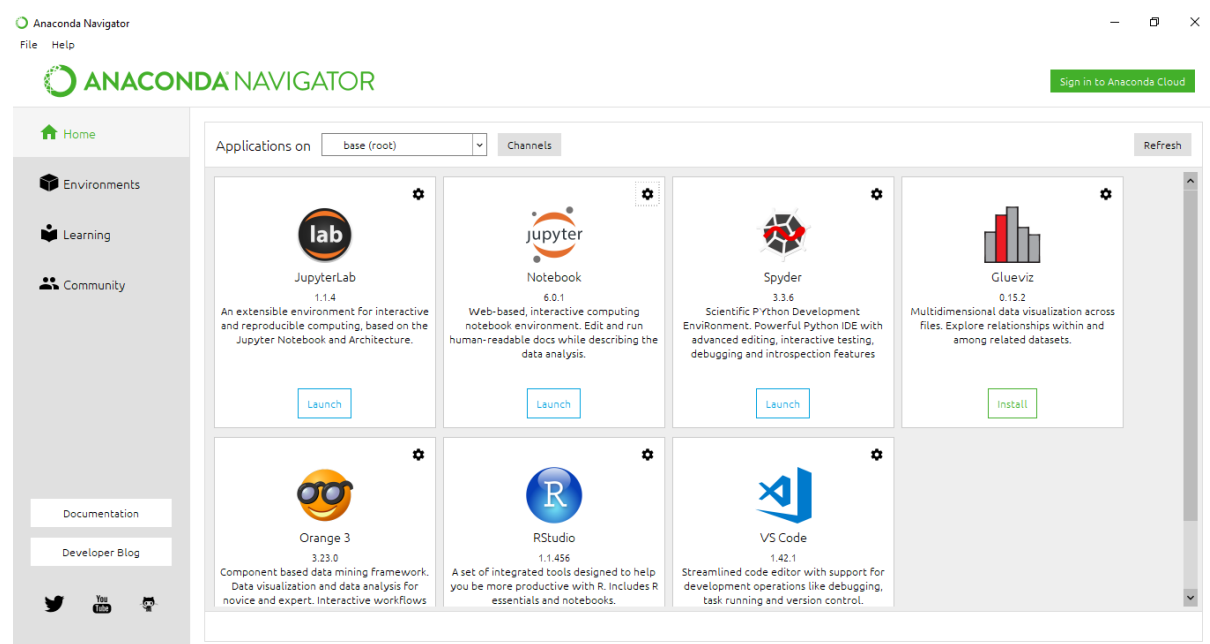 Anaconda Navigator
File Help
ANACONDA NAVIGATOR
Sign in to Anaconda Cloud
Home
Environments
Learning
Community
Documentation
Developer Blog
You
Tube
Applications on base (root) Channels Refresh
lab
JupyterLab
1.1.4
An extensible environment for interactive
and reproducible computing, based on the
Jupyter Notebook and Architecture.
Launch
jupyter
Notebook
6.0.1
Web-based, interactive computing
notebook environment. Edit and run
human-readable docs while describing the
data analysis.
Launch
Spyder
3.3.6
Scientific PYthon Development
EnviRonment. Powerful Python IDE with
advanced editing, interactive testing,
debugging and introspection features
Launch
Glueviz
0.15.2
Multidimensional data visualization across
files. Explore relationships within and
among related datasets.
Install
Orange 3
3.23.0
Component based data mining framework.
Data visualization and data analysis for
novice and expert. Interactive workflows
R
RStudio
1.1.456
A set of integrated tools designed to help
you be more productive with R. Includes R
essentials and notebooks.
VS Code
1.42.1
Streamlined code editor with support for
development operations like debugging,
task running and version control.